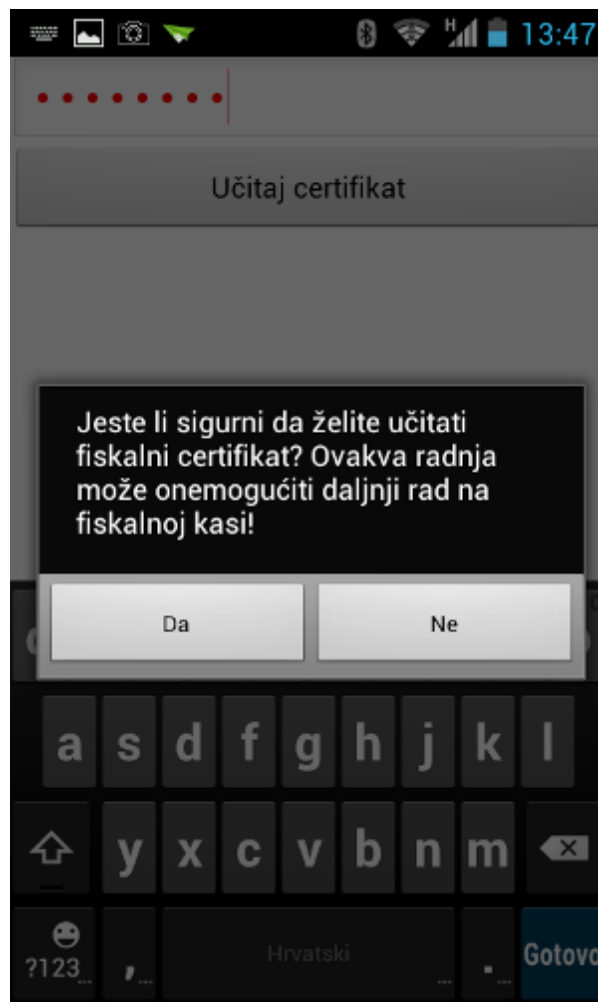 H
13:47
Učitaj certifikat
Jeste li sigurni da želite učitati
fiskalni certifikat? Ovakva radnja
može onemogućiti daljnji rad na
fiskalnoj kasi!
Da Ne
a s d f g h j k l
y x c v b n m
?123 , Hrvatski . Gotovo